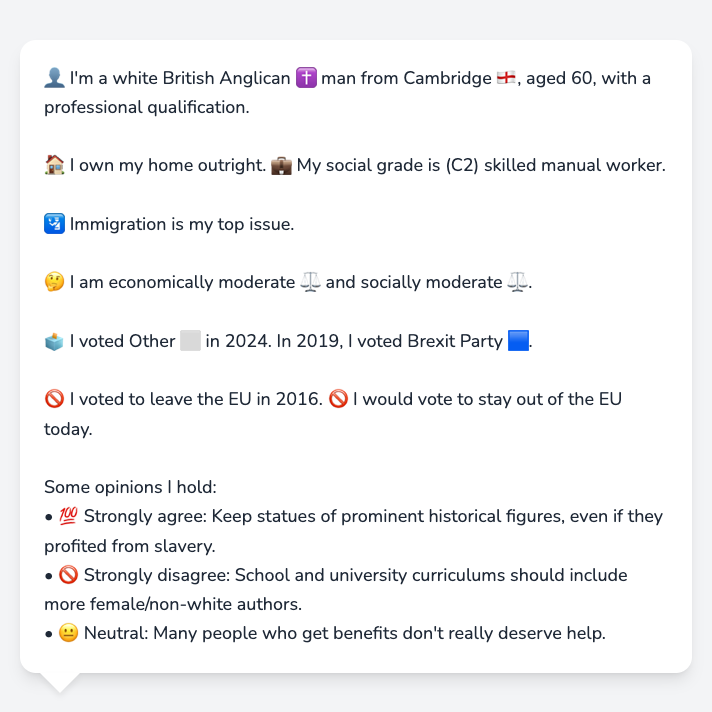 👤 I'm a white British Anglican ✝️ man from Cambridge 🏴󠁧󠁢󠁥󠁮󠁧󠁿, aged 60, with a
professional qualification.
🏠 I own my home outright. 💼 My social grade is (C2) skilled manual worker.
🛂 Immigration is my top issue.
🤔 I am economically moderate ⚖️ and socially moderate ⚖️.
🗳️ I voted Other ⬜ in 2024. In 2019, I voted Brexit Party 🟦.
🚫 I voted to leave the EU in 2016. 🚫 I would vote to stay out of the EU
today.
Some opinions I hold:
• 💯 Strongly agree: Keep statues of prominent historical figures, even if they
profited from slavery.
• 🚫 Strongly disagree: School and university curriculums should include
more female/non-white authors.
• 😐 Neutral: Many people who get benefits don't really deserve help.